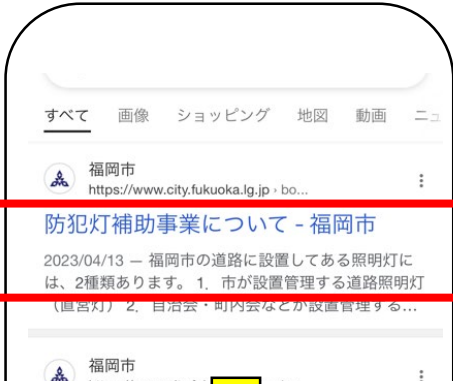 すべて 画像 ショッピング 地図 動画 ニュ
福岡市
https://www.city.fukuoka.lg.jp › bo...
防犯灯補助事業について - 福岡市
2023/04/13 — 福岡市の道路に設置してある照明灯に
は、2種類あります。 1. 市が設置管理する道路照明灯
（直営灯） 2. 自治会・町内会などが設置管理する...
福岡市